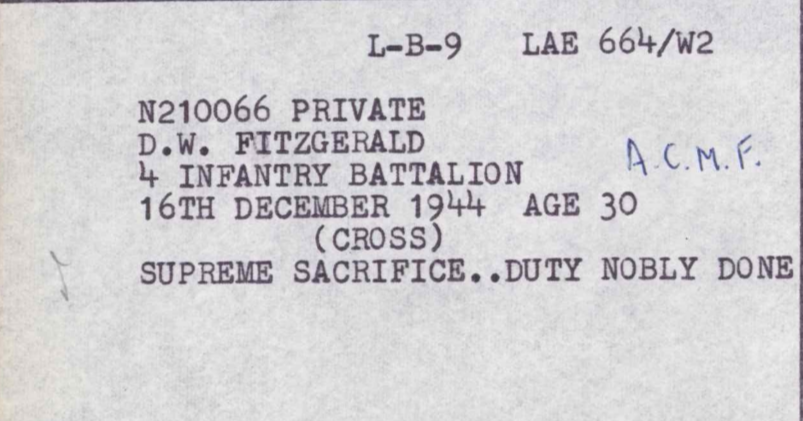 L-B-9 LAE 664/W2
N210066 PRIVATE
D.W. FITZGERALD
4 INFANTRY BATTALION A.C.M.F.
16TH DECEMBER 1944 AGE 30
(CROSS)
SUPREME SACRIFICE..DUTY NOBLY DONE